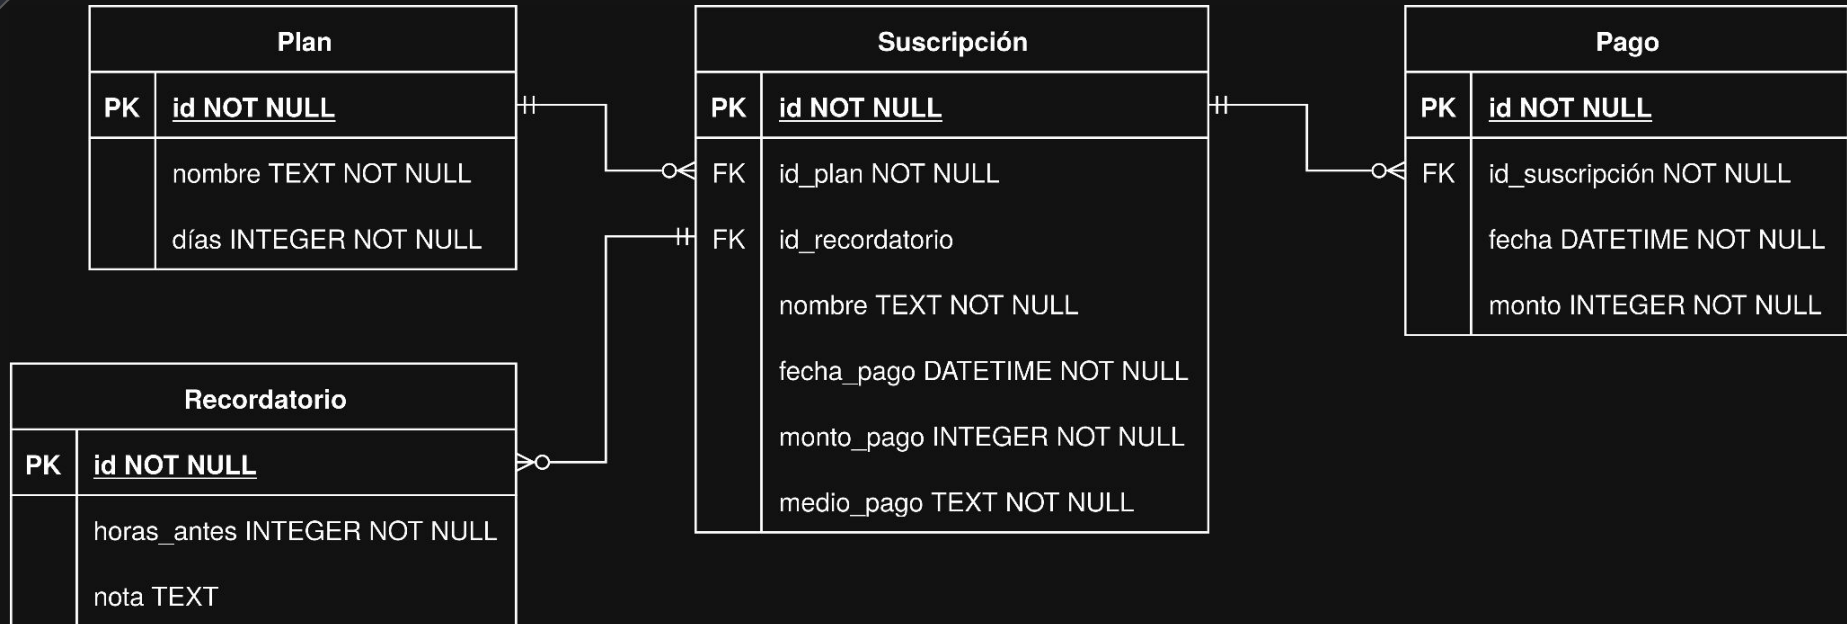 Plan
PK id NOT NULL
nombre TEXT NOT NULL
días INTEGER NOT NULL
Suscripción
PK id NOT NULL
FK id_plan NOT NULL
FK id_recordatorio
nombre TEXT NOT NULL
fecha_pago DATETIME NOT NULL
monto_pago INTEGER NOT NULL
medio_pago TEXT NOT NULL
Pago
PK id NOT NULL
FK id_suscripción NOT NULL
fecha DATETIME NOT NULL
monto INTEGER NOT NULL
Recordatorio
PK id NOT NULL
horas_antes INTEGER NOT NULL
nota TEXT